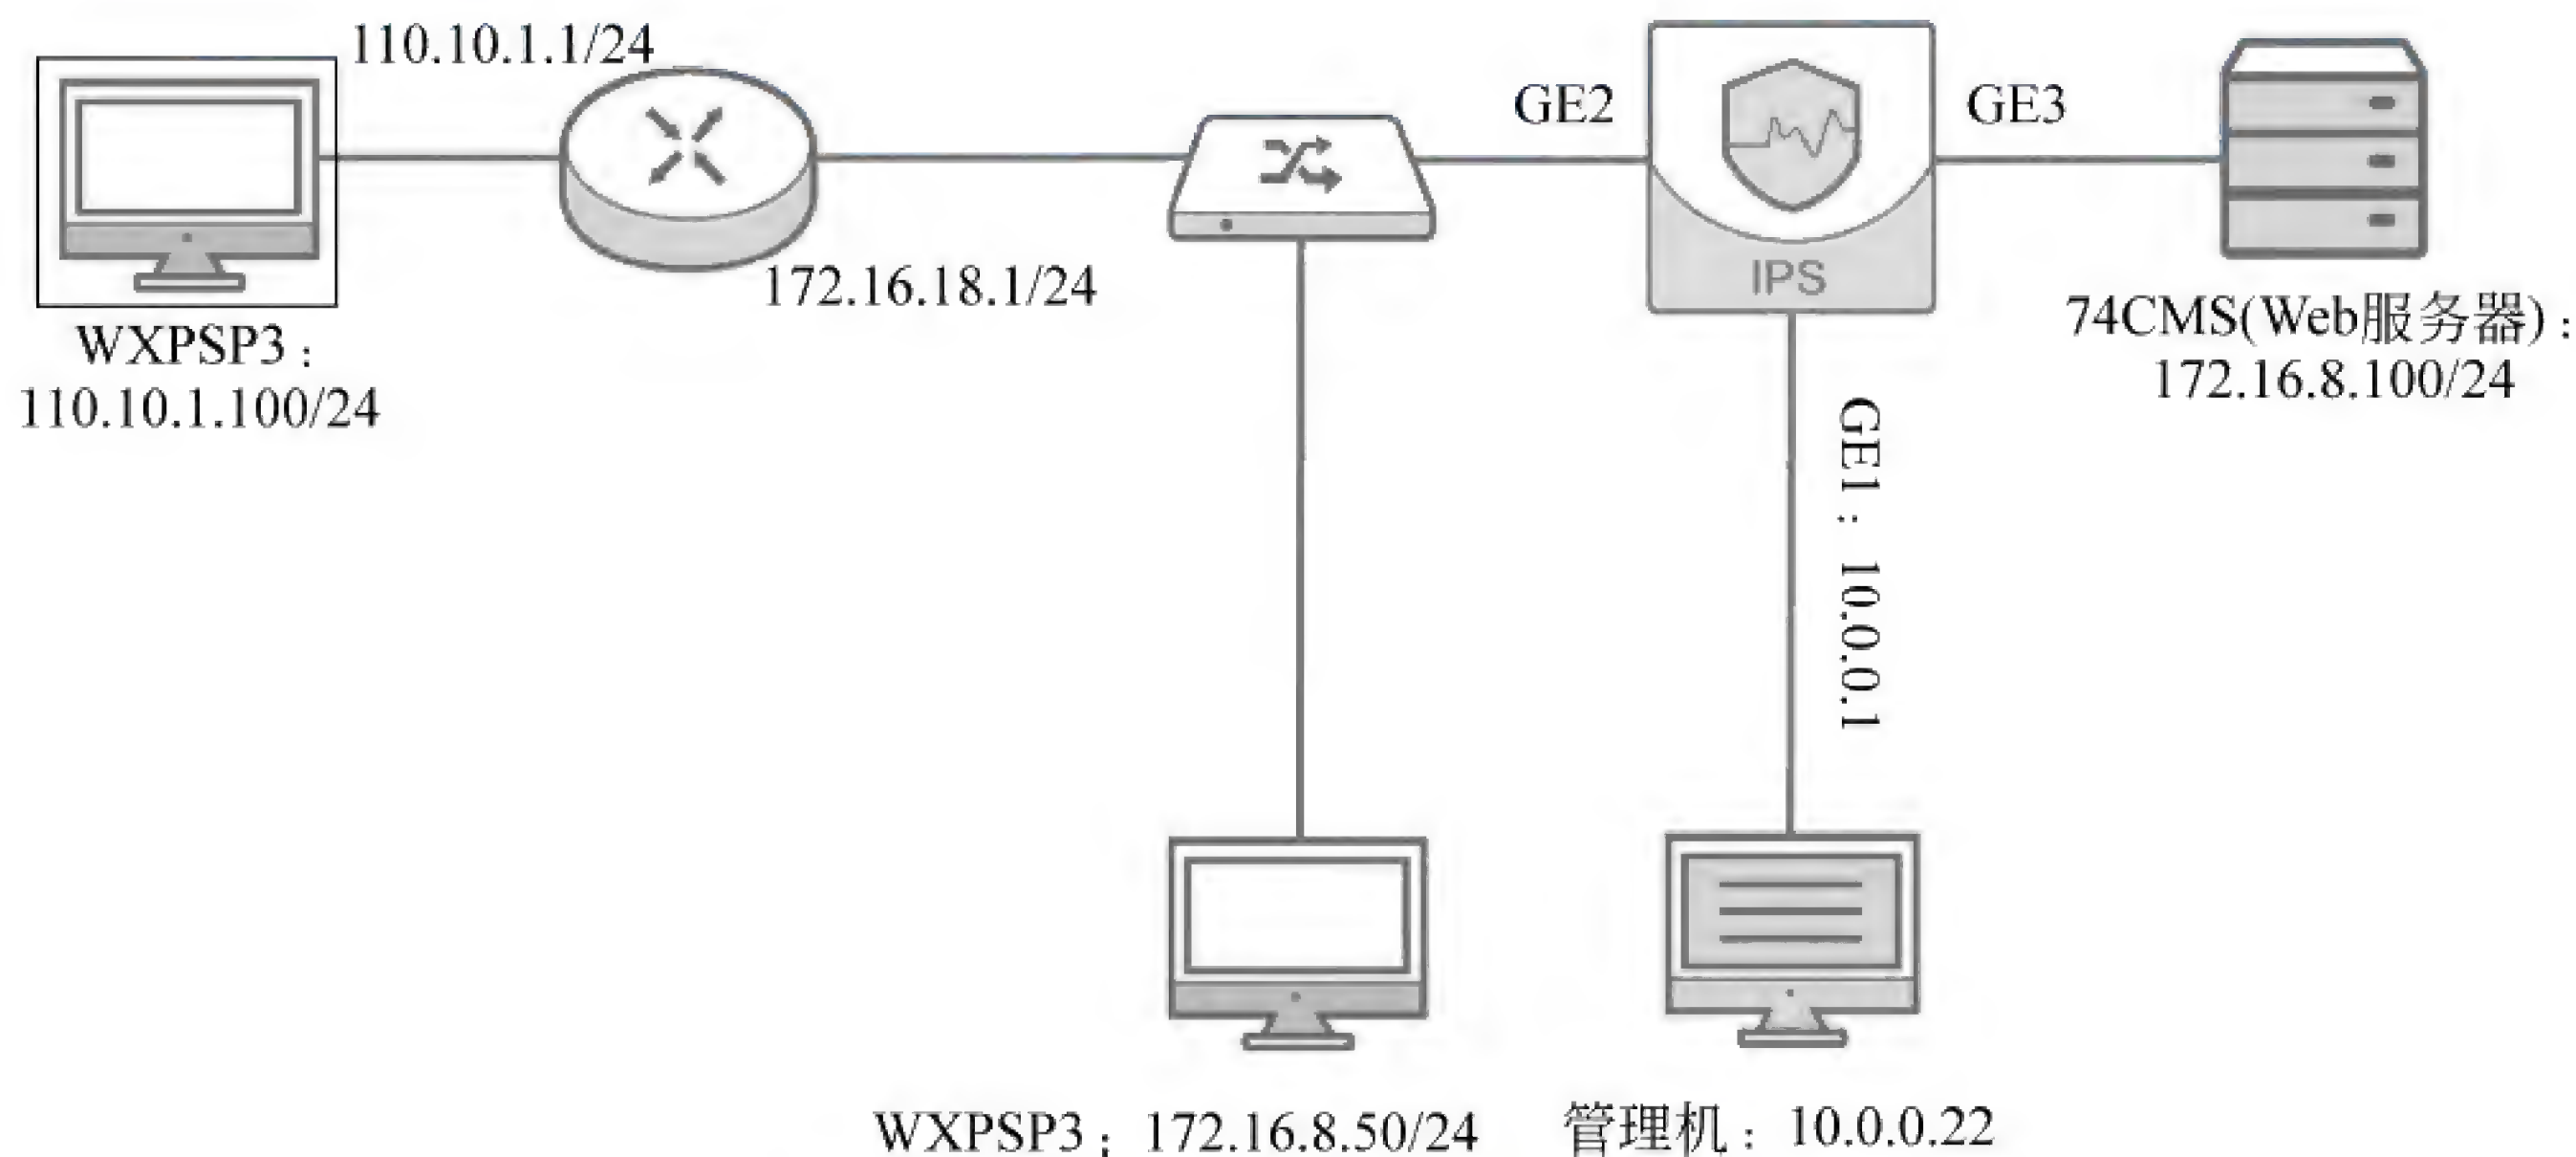 110.10.1.1/24
WXPSP3：
110.10.1.100/24
172.16.18.1/24
GE2
IPS
GE3
74CMS(Web服务器)：
172.16.8.100/24
GE1：10.0.0.1
WXPSP3：172.16.8.50/24
管理机：10.0.0.22